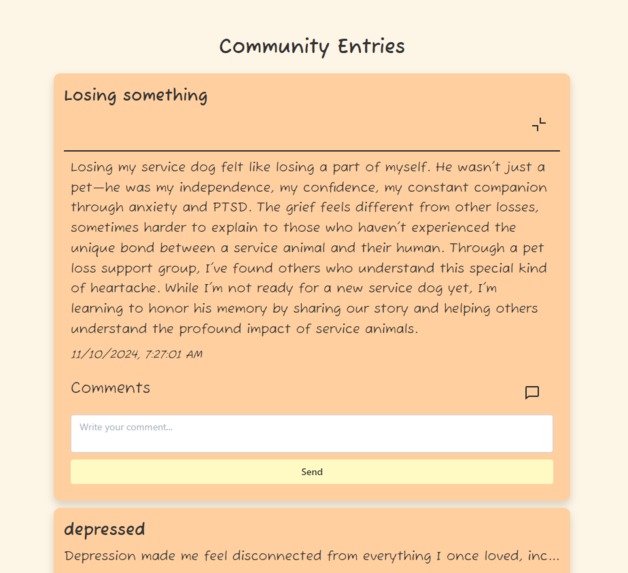 Community Entries
Losing something
Losing my service dog felt like losing a part of myself. He wasn't just a
pet—he was my independence, my confidence, my constant companion
through anxiety and PTSD. The grief feels different from other losses,
sometimes harder to explain to those who haven't experienced the
unique bond between a service animal and their human. Through a pet
loss support group, I've found others who understand this special kind
of heartache. While I'm not ready for a new service dog yet, I'm
learning to honor his memory by sharing our story and helping others
understand the profound impact of service animals.
11/10/2024, 7:27:01 AM
Comments
Write your comment...
Send
depressed
Depression made me feel disconnected from everything I once loved, inc...